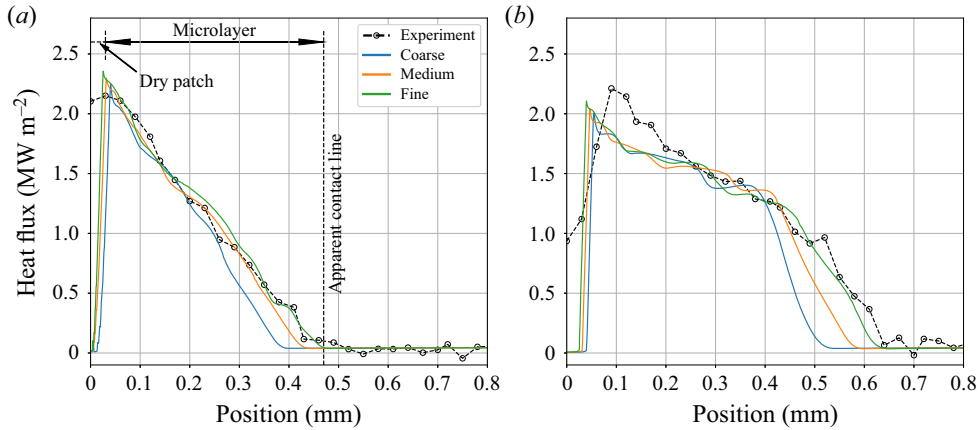 (a)
(b)
Microlayer
Dry patch
Apparent contact line
Experiment
Coarse
Medium
Fine
Heat flux (MW m−2)
2.5
2.0
1.5
1.0
0.5
0
0 0.1 0.2 0.3 0.4 0.5 0.6 0.7 0.8
Position (mm)
2.5
2.0
1.5
1.0
0.5
0
0 0.1 0.2 0.3 0.4 0.5 0.6 0.7 0.8
Position (mm)